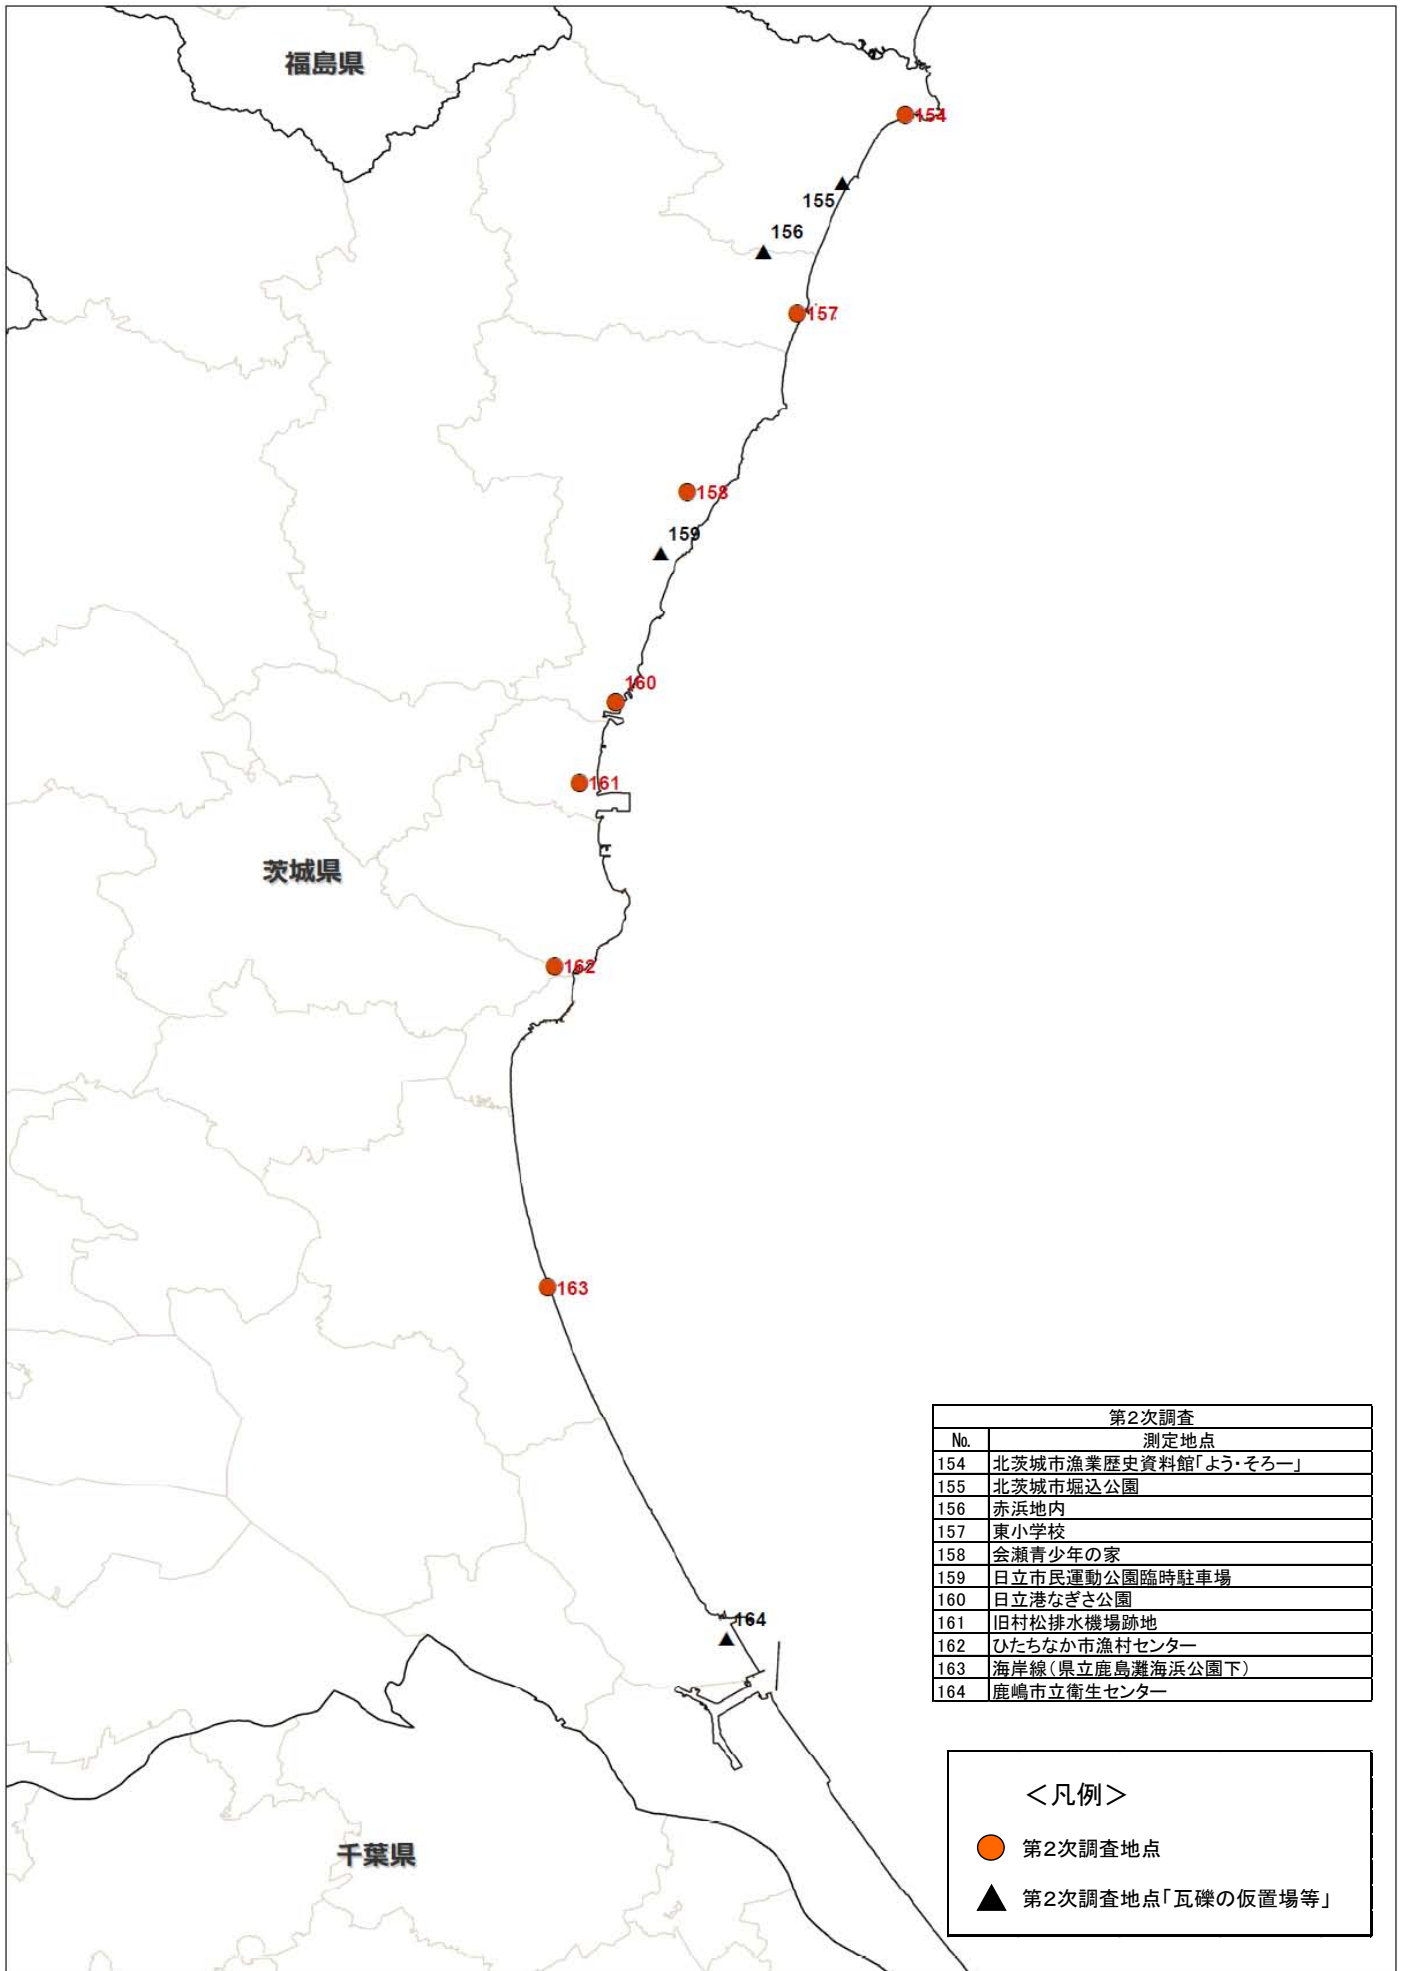 福島県
154
155
156
157
158
159
160
161
茨城県
162
163
164
千葉県
第2次調査
№ 測定地点
154 北茨城市漁業歴史資料館「よう・そろー」
155 北茨城市堀込公園
156 赤浜地内
157 東小学校
158 会瀬青少年の家
159 日立市民運動公園臨時駐車場
160 日立港なぎさ公園
161 旧村松排水機場跡地
162 ひたちなか市漁村センター
163 海岸線(県立鹿島灘海浜公園下)
164 鹿嶋市立衛生センター
<凡例>
第2次調査地点
第2次調査地点「瓦礫の仮置場等」